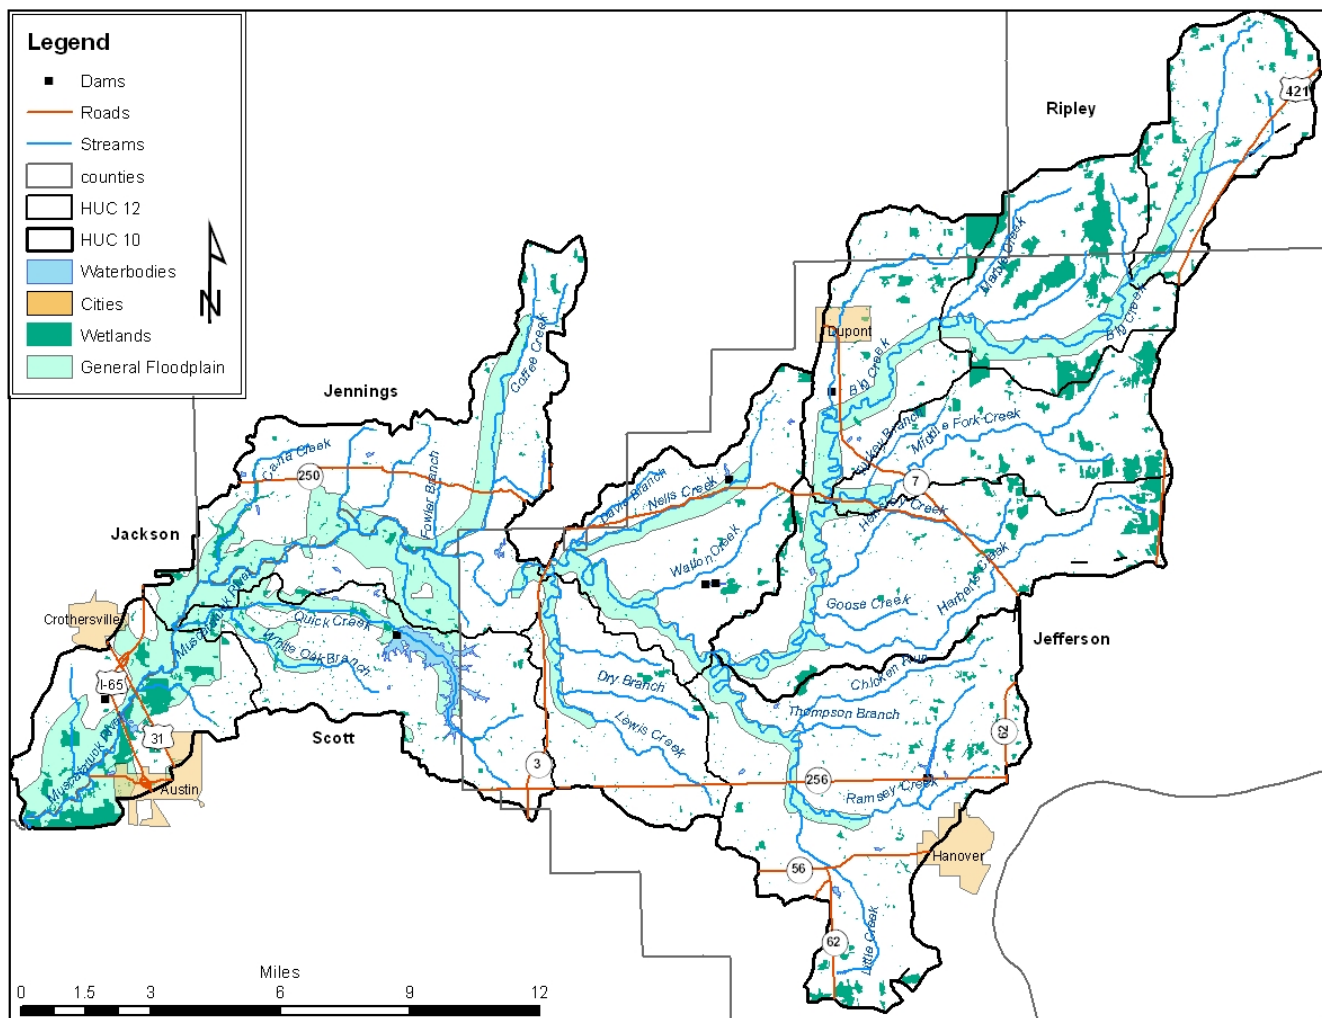 Legend
Dams
Roads
Streams
counties
HUC 12
HUC 10
Waterbodies
Cities
Wetlands
General Floodplain
N
Ripley
421
Marble Creek
Big Creek
Dupont
Big Creek
Coffee Creek
Jennings
Turkey Branch
Middle Fork Creek
250
Fowler Branch
Davis Branch
Nells Creek
7
Creek
Jackson
Walton Creek
Harberts Creek
Goose Creek
Crothersville
Muscatatuck River
Quick Creek
White Oak Branch
Jefferson
I-65
Dry Branch
Chicken Run
Thompson Branch
Lewis Creek
31
Scott
62
3
256
Muscatatuck River
Austin
Ramsey Creek
Hanover
56
62
Little Creek
Miles
0 1.5 3 6 9 12